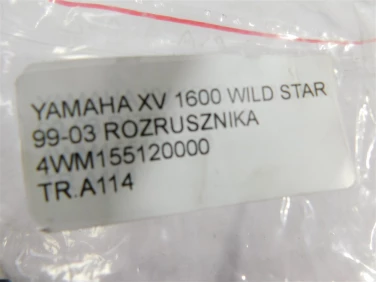 YAMAHA XV 1600 WILD STAR
99-03 ROZRUSZNIKA
4WM155120000
TR.A114